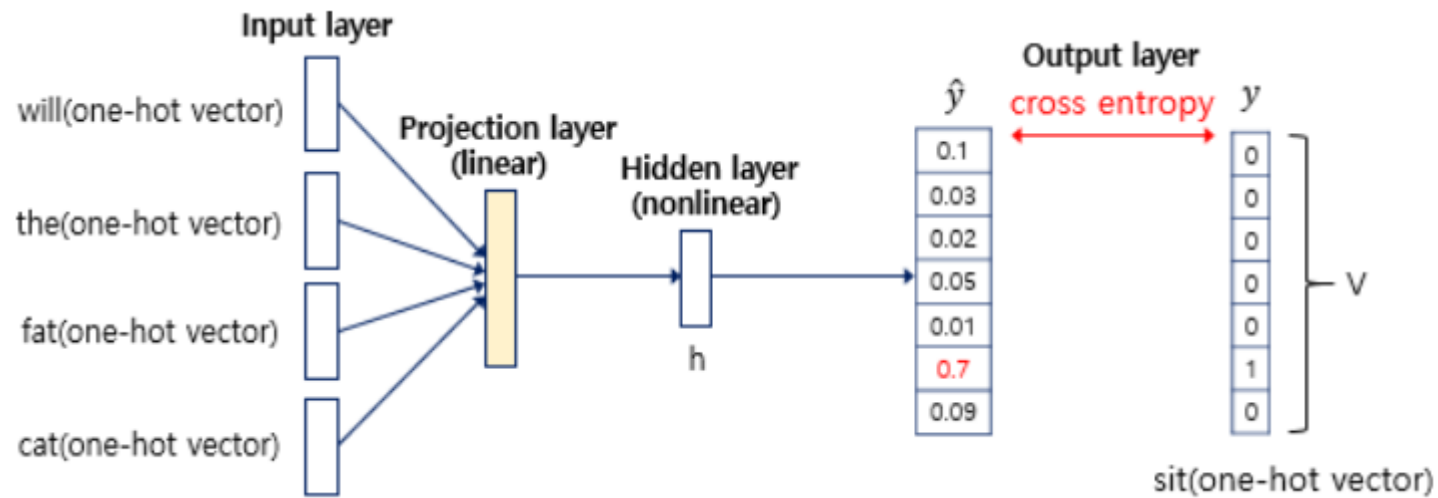 Input layer
will(one-hot vector)
the(one-hot vector)
fat(one-hot vector)
cat(one-hot vector)
Projection layer
(linear)
Hidden layer
(nonlinear)
h
Output layer
ŷ
cross entropy
y
0.1
0.03
0.02
0.05
0.01
0.7
0.09
0
0
0
0
0
1
0
V
sit(one-hot vector)